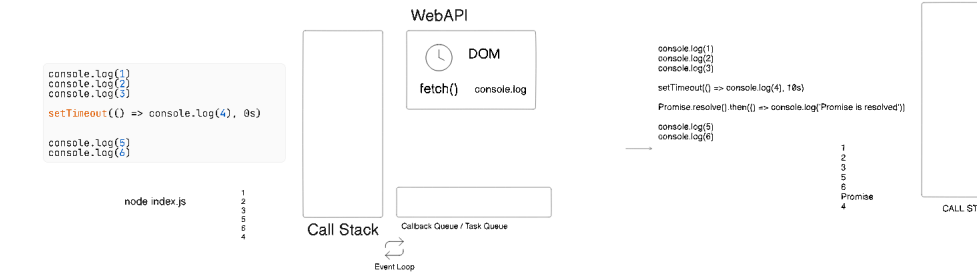 WebAPI
console.log(1)
console.log(2)
console.log(3)
setTimeout(() => console.log(4), 0s)
console.log(5)
console.log(6)
node index.js
1
2
3
5
6
4
DOM
fetch()
console.log
Call Stack
Callback Queue / Task Queue
Event Loop
console.log(1)
console.log(2)
console.log(3)
setTimeout(() => console.log(4), 10s)
Promise.resolve().then(() => console.log('Promise is resolved'))
console.log(5)
console.log(6)
1
2
3
5
6
Promise
4
CALL ST